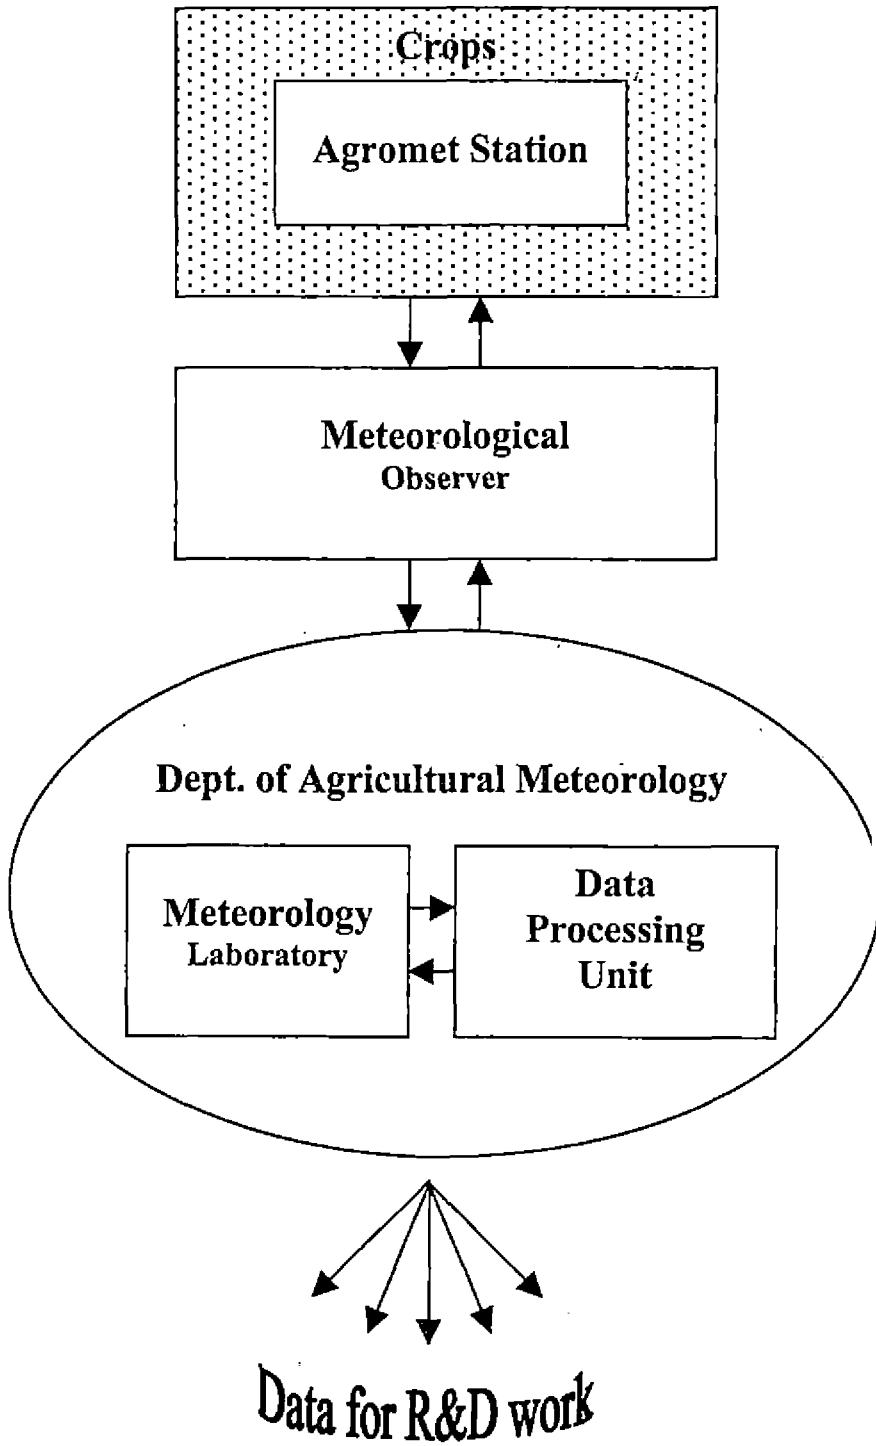 Crops
Agromet Station
Meteorological
Observer
Dept. of Agricultural Meteorology
Meteorology
Laboratory
Data
Processing
Unit
Data for R&D work